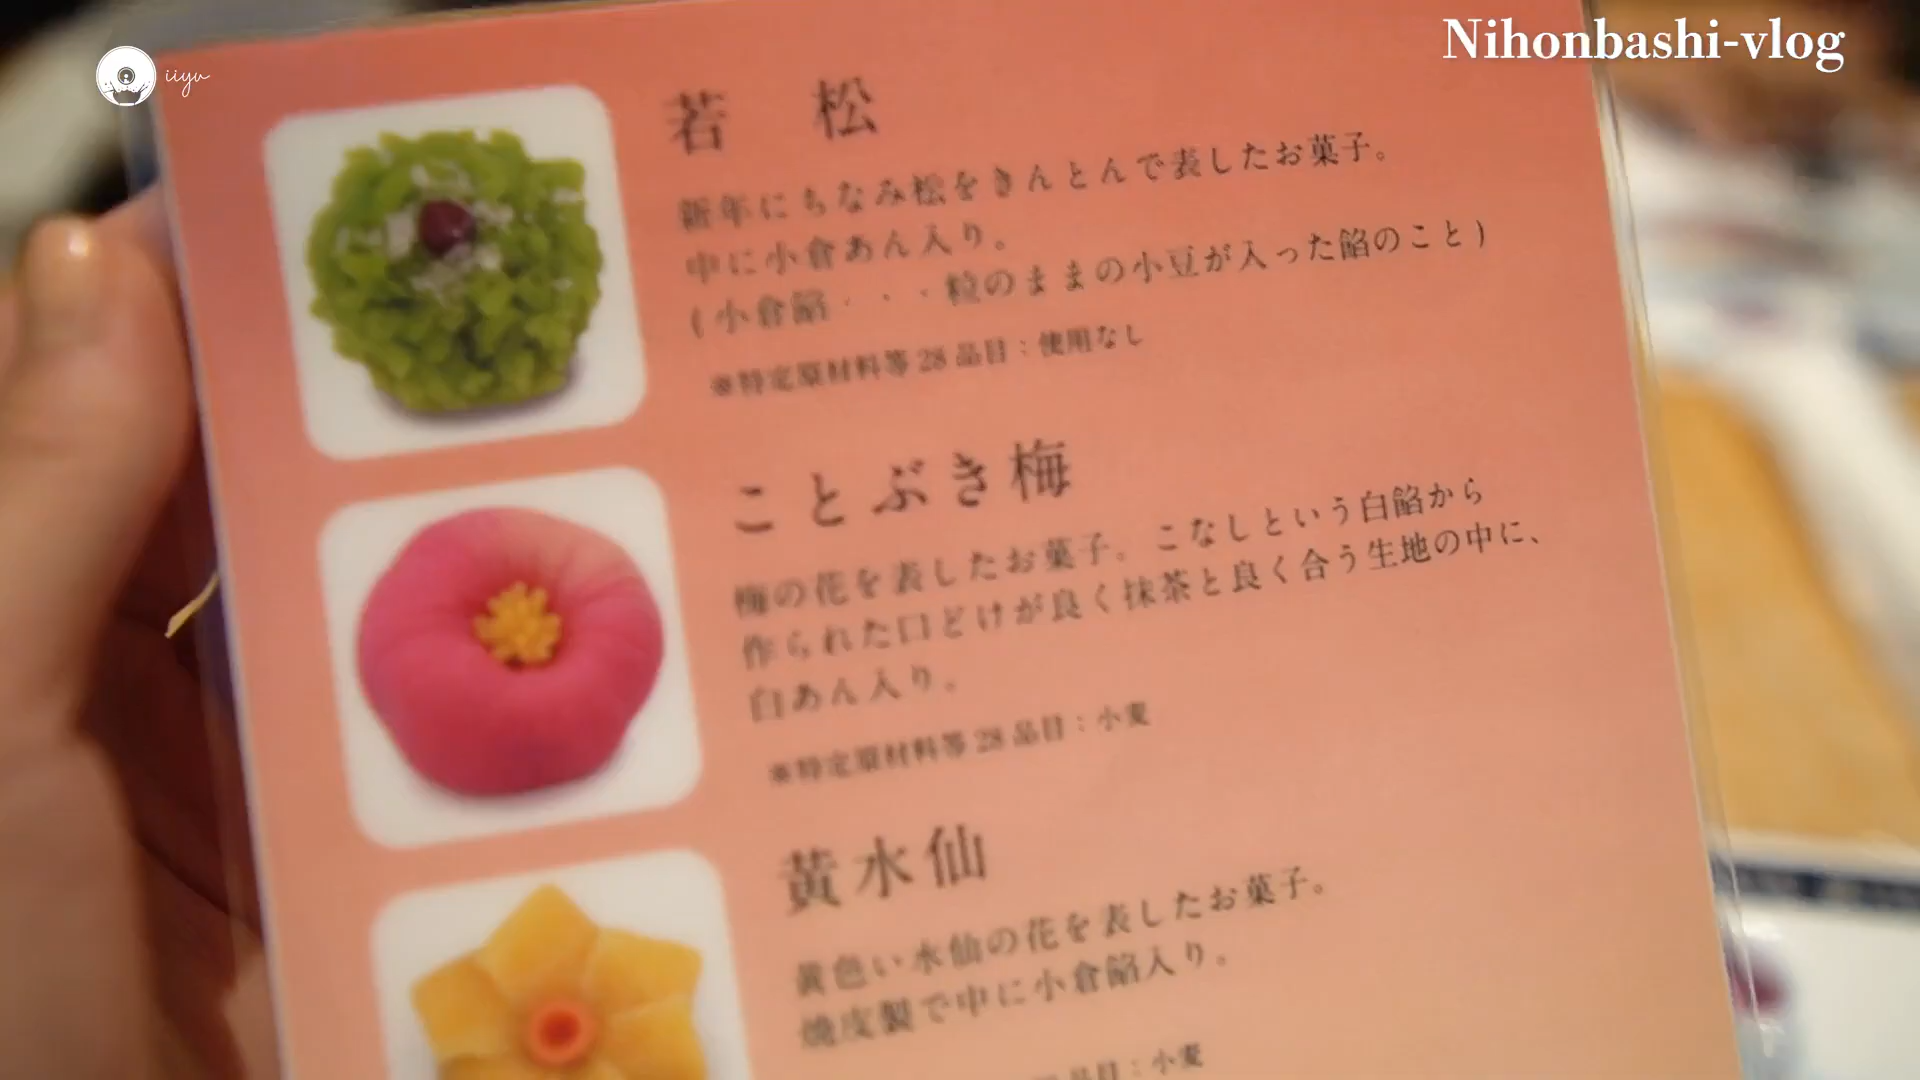 iiyu
Nihonbashi-vlog
若 松
新年にちなみ松をきんとんで表したお菓子。
中に小倉あん入り。
(小倉餡・・・粒のままの小豆が入った餡のこと)
※特定原材料等28品目：使用なし
ことぶき梅
梅の花を表したお菓子。こなしという白餡から
作られた口どけが良く抹茶と良く合う生地の中に、
白あん入り。
※特定原材料等28品目：小麦
黄水仙
黄色い水仙の花を表したお菓子。
焼皮製で中に小倉餡入り。
品目：小麦